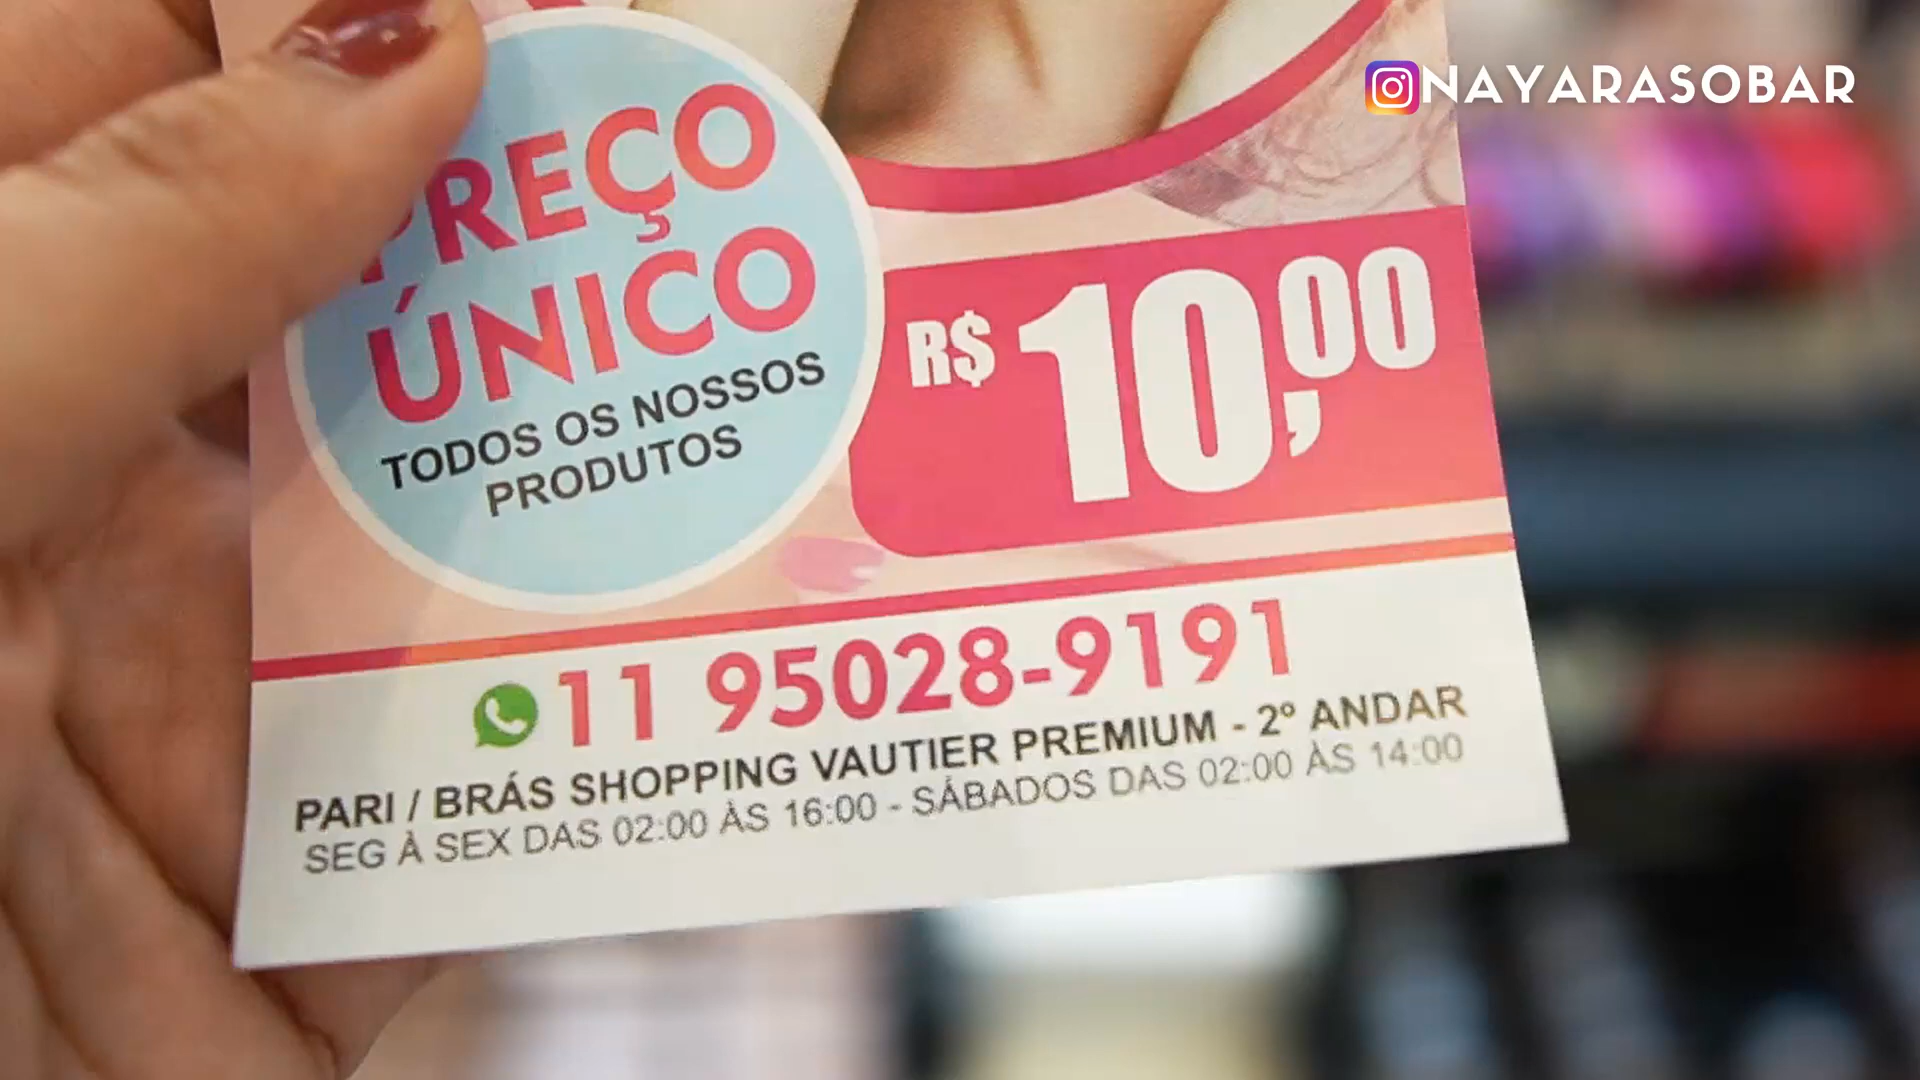 NAYARASOBAR
PREÇO
ÚNICO
TODOS OS NOSSOS
PRODUTOS
R$ 10,00
11 95028-9191
PARI / BRÁS SHOPPING VAUTIER PREMIUM - 2º ANDAR
SEG À SEX DAS 02:00 ÀS 16:00 - SÁBADOS DAS 02:00 ÀS 14:00